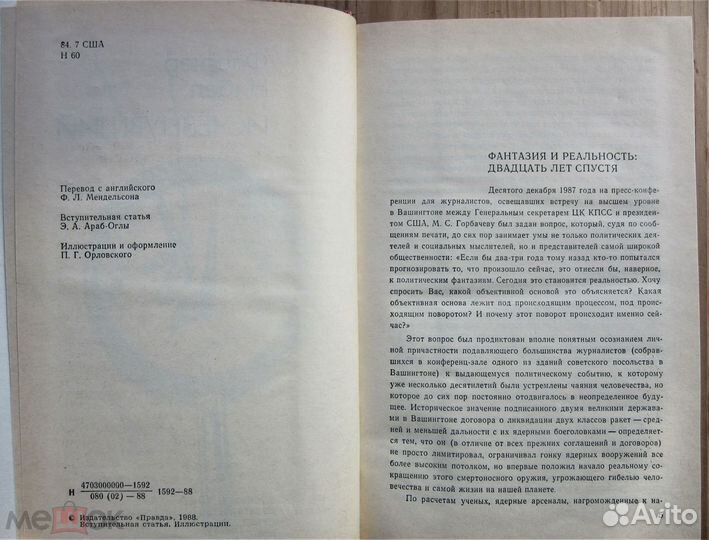 84. 7 США
Н 60
Перевод с английского
Ф. Л. Мендельсона
Вступительная статья
Э. А. Араб-Оглы
Иллюстрации и оформление
П. Г. Орловского
Н 4703000000—1592
080 (02) —88
1592—88
© Издательство «Правда», 1988.
Вступительная статья. Иллюстрации.
ФАНТАЗИЯ И РЕАЛЬНОСТЬ:
ДВАДЦАТЬ ЛЕТ СПУСТЯ
Десятого декабря 1987 года на пресс-конфе-
ренции для журналистов, освещавших встречу на высшем уровне
в Вашингтоне между Генеральным секретарем ЦК КПСС и президен-
том США, М. С. Горбачеву был задан вопрос, который, судя по
сообщениям печати, до сих пор занимает умы не только политических дея-
телей и социальных мыслителей, но и представителей самой широкой
общественности: «Если бы два-три года тому назад кто-то попытался
прогнозировать то, что произошло сейчас, это отнесли бы, наверное,
к политическим фантазиям. Сегодня это становится реальностью. Хочу
спросить Вас, какой объективной основой это объясняется? Какая
объективная основа лежит под происходящим процессом, под проис-
ходящим поворотом? И почему этот поворот происходит именно сей-
час?»
Этот вопрос был продиктован вполне понятным осознанием лич-
ной причастности подавляющего большинства журналистов (собрав-
шихся в конференц-зале одного из зданий советского посольства в
Вашингтоне) к выдающемуся политическому событию, к которому
уже несколько десятилетий были устремлены чаяния человечества, но
которое до сих пор постоянно отодвигалось в неопределенное буду-
щее. Историческое значение подписанного двумя великими держава-
ми в Вашингтоне договора о ликвидации двух классов ракет — сред-
ней и меньшей дальности с их ядерными боеголовками — определяет-
ся тем, что он (в отличие от всех прежних соглашений и договоров)
не просто лимитировал, ограничивал гонку ядерных вооружений все
более высоким потолком, но впервые положил начало реальному со-
кращению этого смертоносного оружия, угрожающего гибелью чело-
вечества и самой жизни на нашей планете.
По расчетам ученых, ядерные арсеналы, нагроможденные к на-
5
мешок
Avito